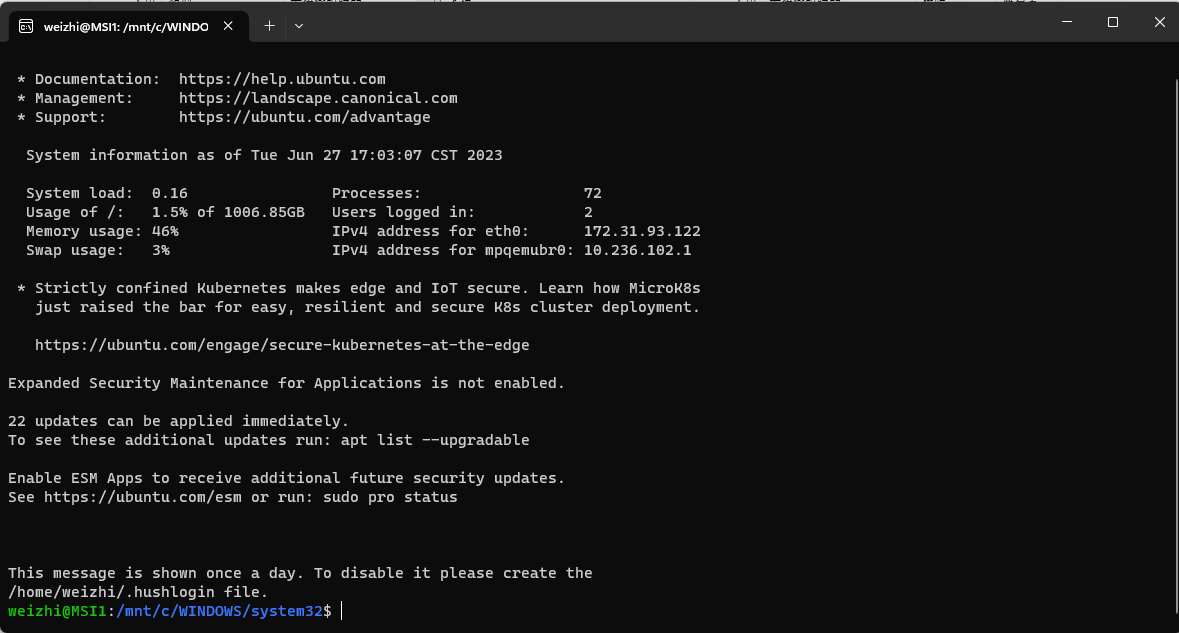 weizhi@MSI1: /mnt/c/WINDO
* Documentation:  https://help.ubuntu.com
* Management:     https://landscape.canonical.com
* Support:        https://ubuntu.com/advantage
System information as of Tue Jun 27 17:03:07 CST 2023
System load:  0.16                Processes:                  72
Usage of /:   1.5% of 1006.85GB   Users logged in:            2
Memory usage: 46%                 IPv4 address for eth0:      172.31.93.122
Swap usage:   3%                  IPv4 address for mpqemubr0: 10.236.102.1
* Strictly confined Kubernetes makes edge and IoT secure. Learn how MicroK8s
just raised the bar for easy, resilient and secure K8s cluster deployment.
https://ubuntu.com/engage/secure-kubernetes-at-the-edge
Expanded Security Maintenance for Applications is not enabled.
22 updates can be applied immediately.
To see these additional updates run: apt list --upgradable
Enable ESM Apps to receive additional future security updates.
See https://ubuntu.com/esm or run: sudo pro status
This message is shown once a day. To disable it please create the
/home/weizhi/.hushlogin file.
weizhi@MSI1:/mnt/c/WINDOWS/system32$